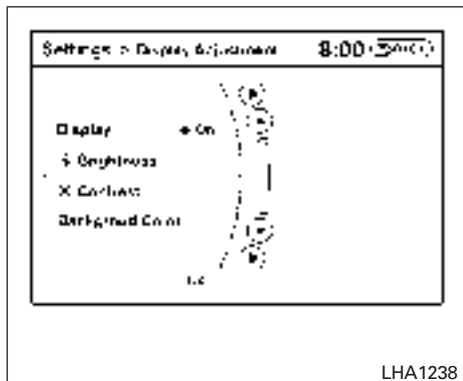 Settings > Display Adjustment 8:00
Display On
Brightness
Contrast
Background Color
LHA1238